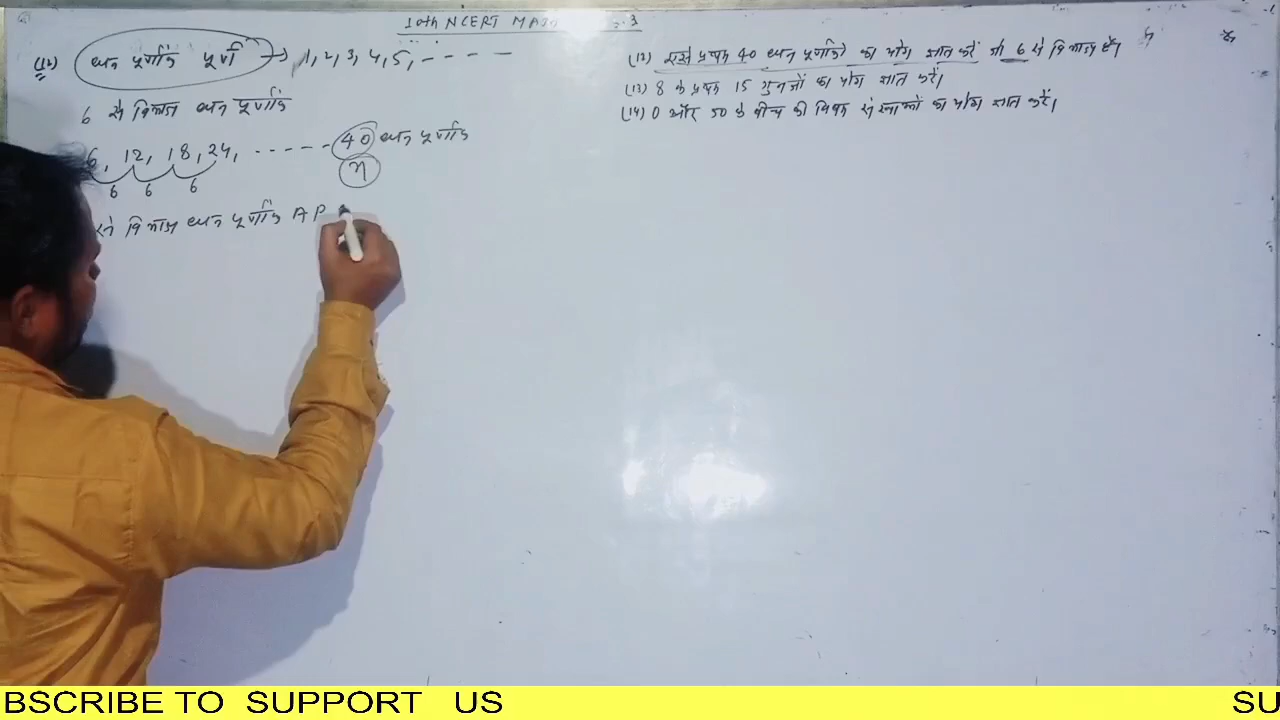 10th NCERT MATH 3
(12) धन पूर्णांक पूर्ण → 1, 2, 3, 4, 5, - - - -
6 से विभाज्य धन पूर्णांक
6, 12, 18, 24, ------ 40 धन पूर्णांक
6 6 6 n
से विभाज्य धन पूर्णांक A P
(12) ऐसे प्रथम 40 धन पूर्णांकों का योग ज्ञात करें जो 6 से विभाज्य हैं।
(13) 8 के प्रथम 15 गुणजों का योग ज्ञात करें।
(14) 0 और 50 के बीच की विषम संख्याओं का योग ज्ञात करें।
BSCRIBE TO SUPPORT US SU